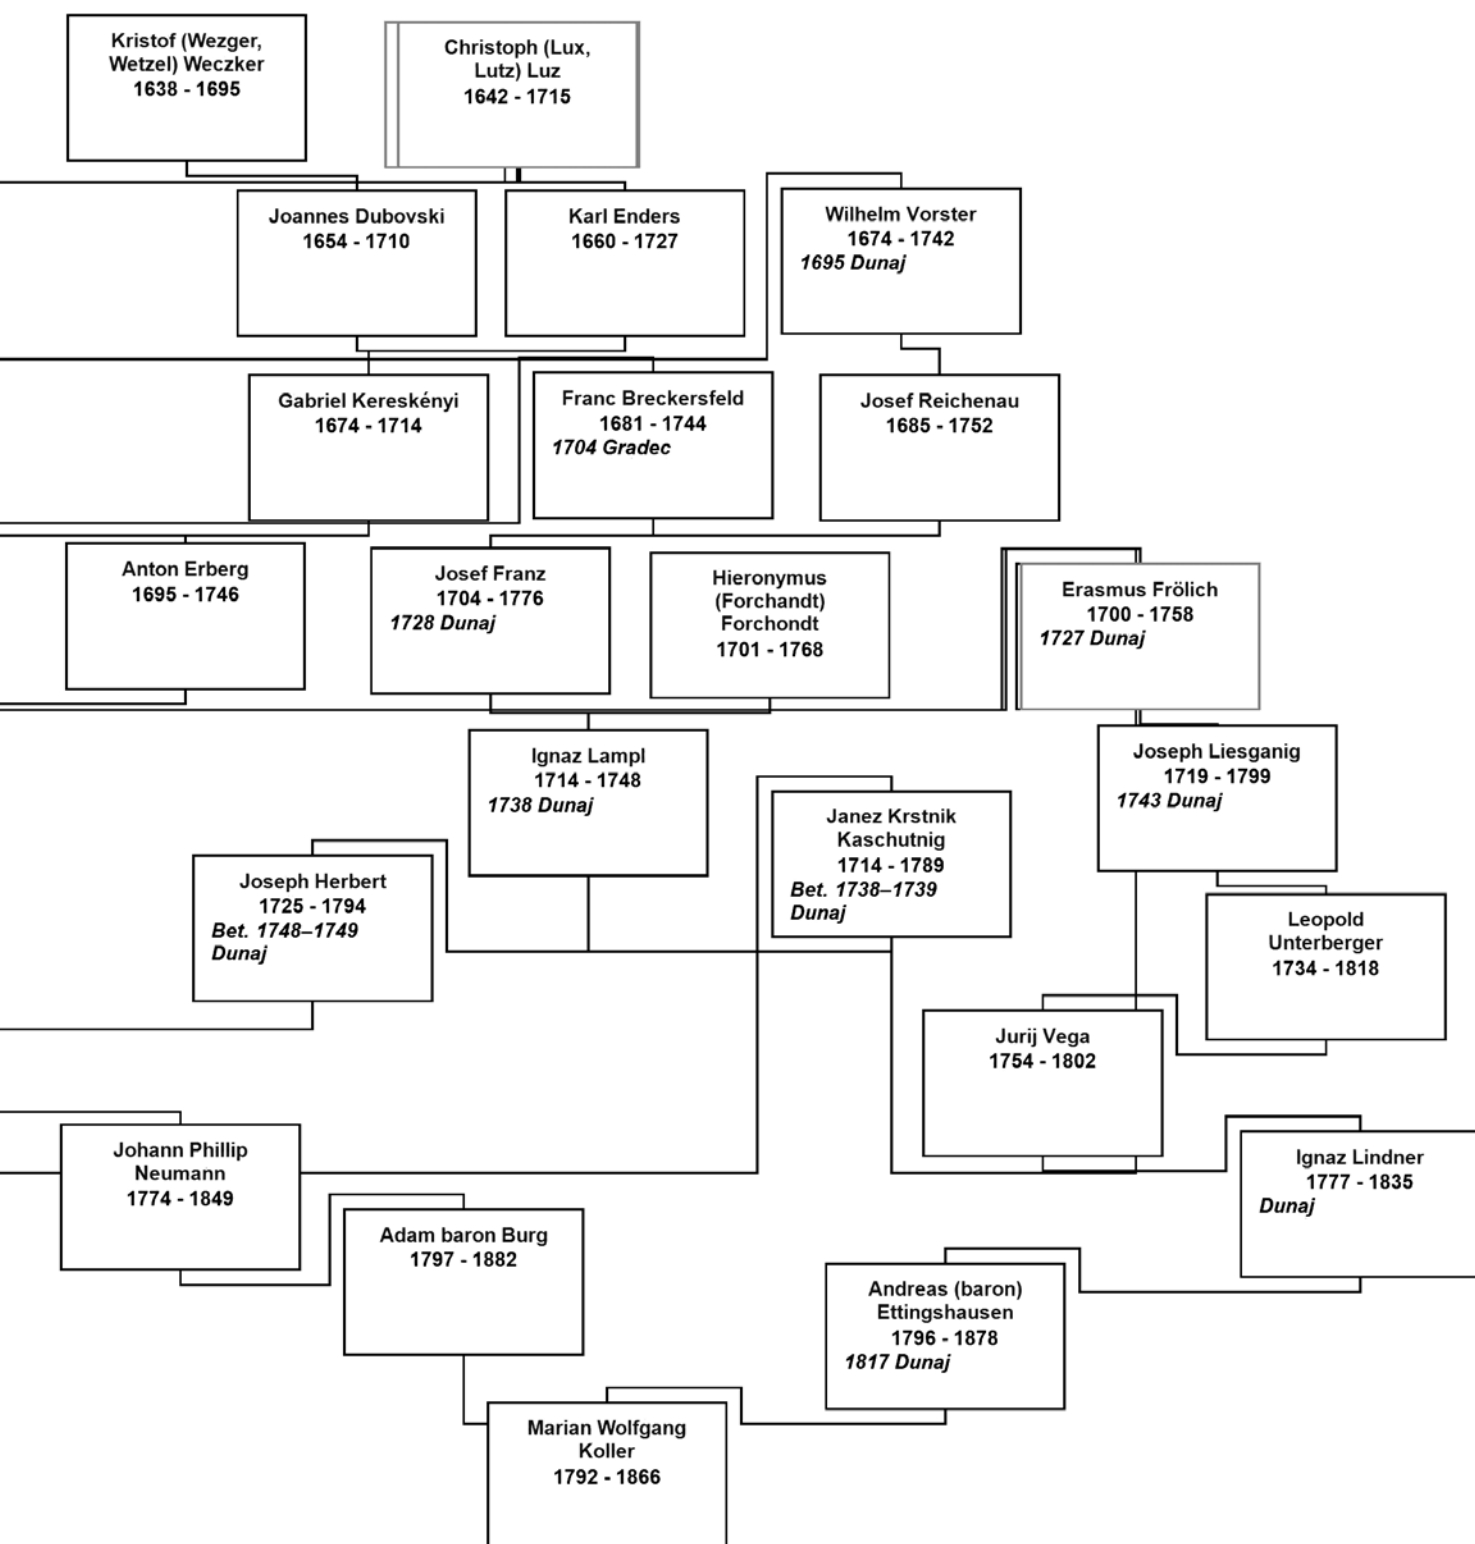 Kristof (Wezger,
Wetzel) Weczker
1638 - 1695
Christoph (Lux,
Lutz) Luz
1642 - 1715
Joannes Dubovski
1654 - 1710
Karl Enders
1660 - 1727
Wilhelm Vorster
1674 - 1742
1695 Dunaj
Gabriel Kereskényi
1674 - 1714
Franc Breckersfeld
1681 - 1744
1704 Gradec
Josef Reichenau
1685 - 1752
Anton Erberg
1695 - 1746
Josef Franz
1704 - 1776
1728 Dunaj
Hieronymus
(Forchandt)
Forchondt
1701 - 1768
Erasmus Frölich
1700 - 1758
1727 Dunaj
Ignaz Lampl
1714 - 1748
1738 Dunaj
Joseph Liesganig
1719 - 1799
1743 Dunaj
Janez Krstnik
Kaschutnig
1714 - 1789
Bet. 1738–1739
Dunaj
Joseph Herbert
1725 - 1794
Bet. 1748–1749
Dunaj
Leopold
Unterberger
1734 - 1818
Jurij Vega
1754 - 1802
Johann Phillip
Neumann
1774 - 1849
Ignaz Lindner
1777 - 1835
Dunaj
Adam baron Burg
1797 - 1882
Andreas (baron)
Ettingshausen
1796 - 1878
1817 Dunaj
Marian Wolfgang
Koller
1792 - 1866